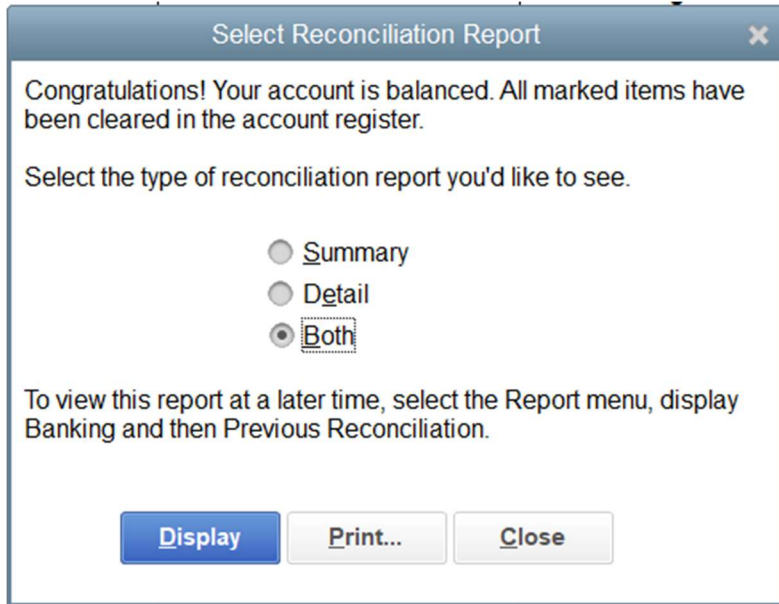 Select Reconciliation Report
Congratulations! Your account is balanced. All marked items have
been cleared in the account register.
Select the type of reconciliation report you'd like to see.
Summary
Detail
Both
To view this report at a later time, select the Report menu, display
Banking and then Previous Reconciliation.
Display Print... Close